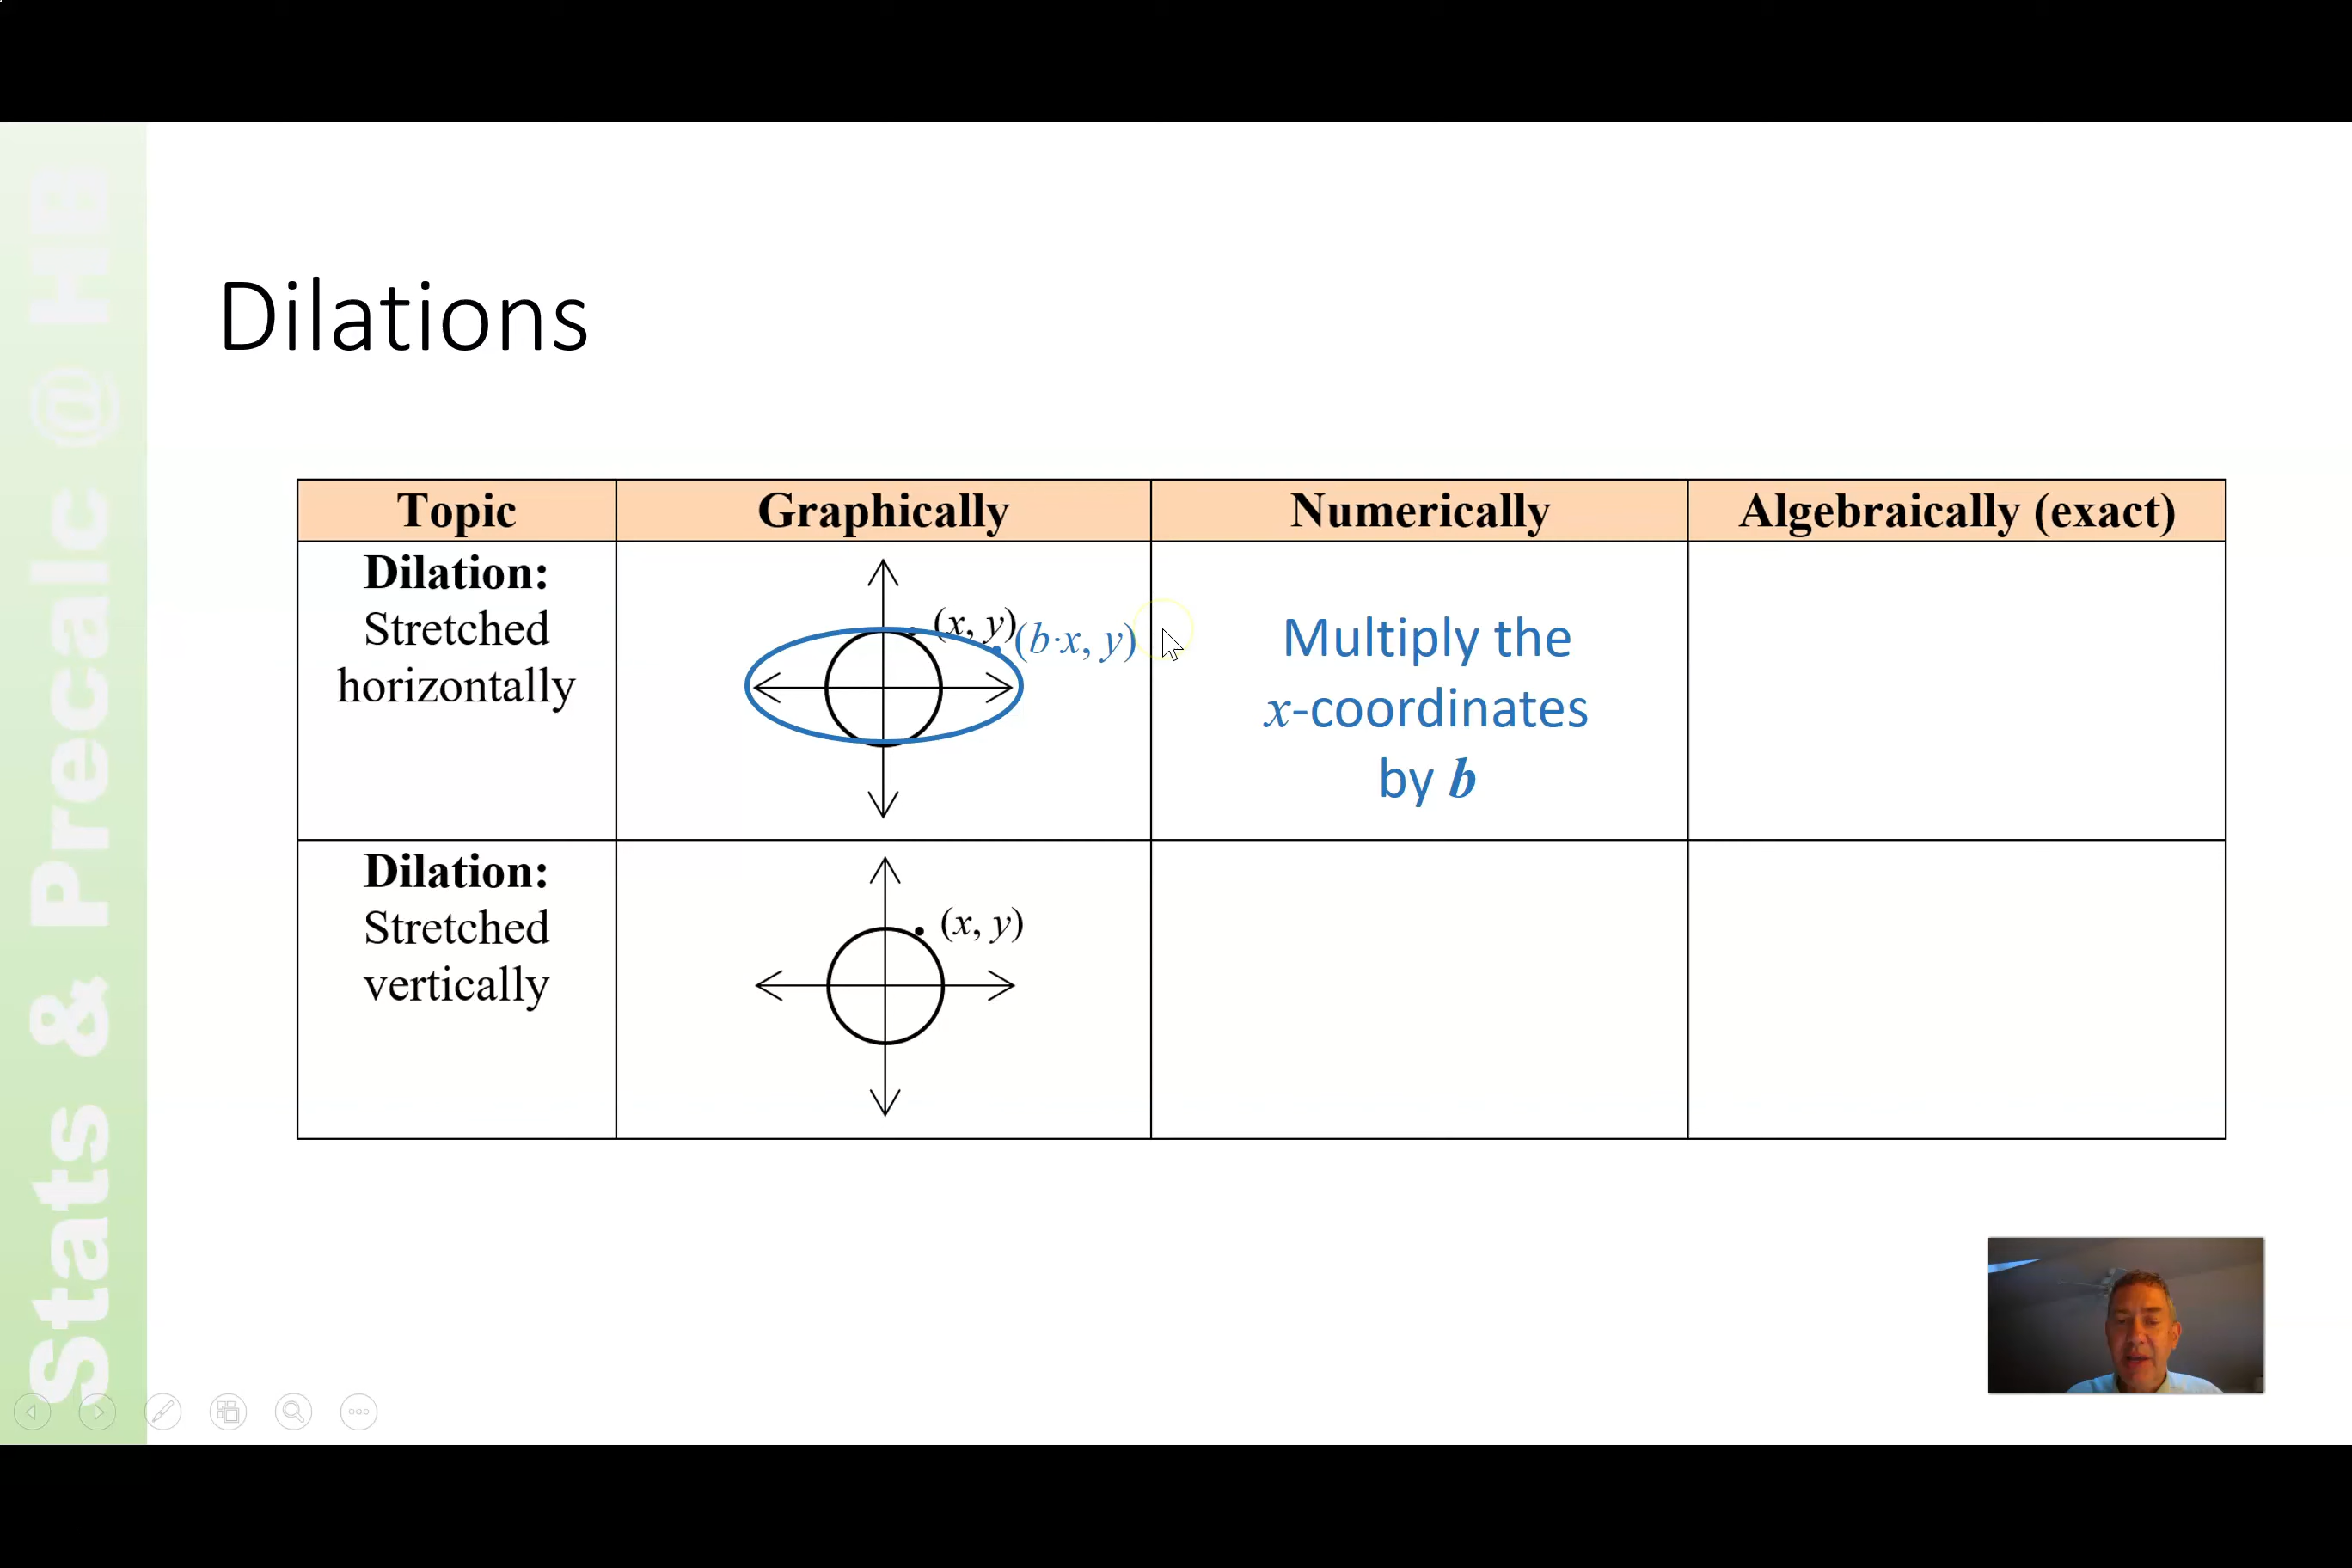 Stats & Precalc @ HB
Dilations
Topic
Graphically
Numerically
Algebraically (exact)
Dilation:
Stretched
horizontally
(x, y)
(b·x, y)
Multiply the
x-coordinates
by b
Dilation:
Stretched
vertically
(x, y)